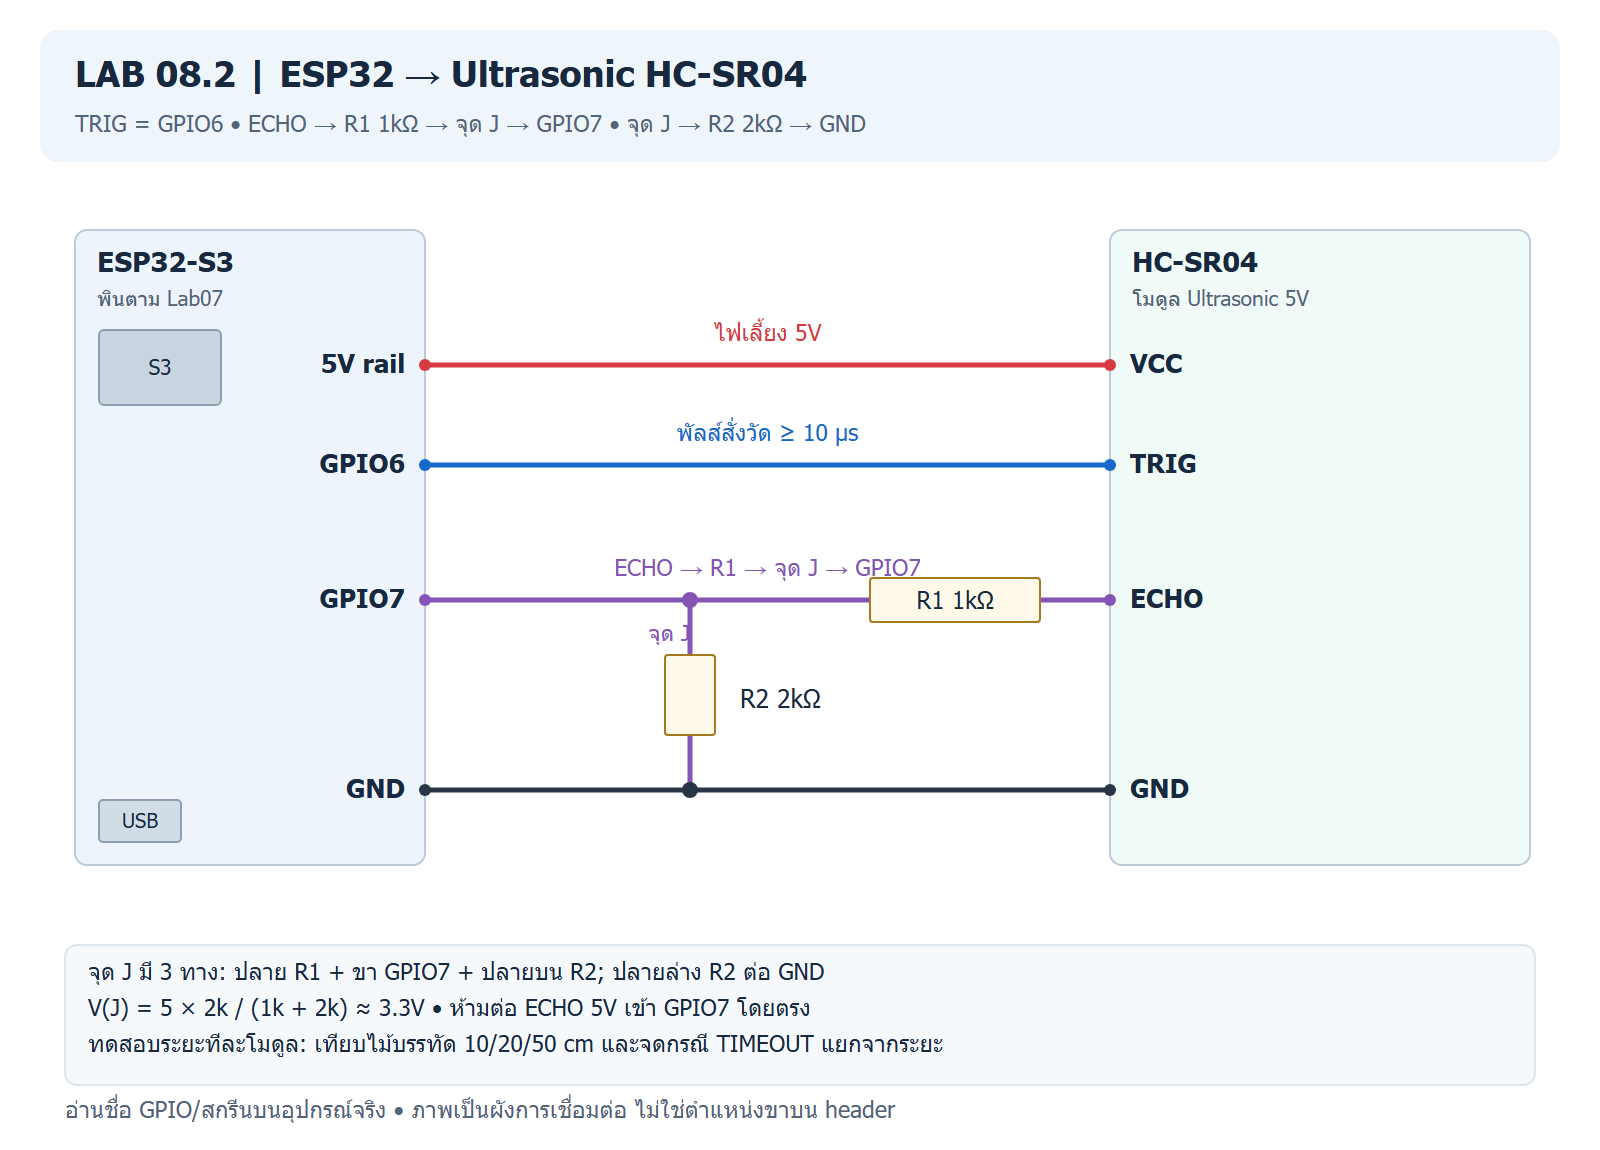 LAB 08.2 | ESP32 → Ultrasonic HC-SR04
TRIG = GPIO6 • ECHO → R1 1kΩ → จุด J → GPIO7 • จุด J → R2 2kΩ → GND
ESP32-S3
พินตาม Lab07
S3
HC-SR04
โมดูล Ultrasonic 5V
ไฟเลี้ยง 5V
5V rail
VCC
พัลส์สั่งวัด ≥ 10 µs
GPIO6
TRIG
ECHO → R1 → จุด J → GPIO7
GPIO7
R1 1kΩ
ECHO
จุด J
R2 2kΩ
GND
GND
USB
จุด J มี 3 ทาง: ปลาย R1 + ขา GPIO7 + ปลายบน R2; ปลายล่าง R2 ต่อ GND
V(J) = 5 × 2k / (1k + 2k) ≈ 3.3V • ห้ามต่อ ECHO 5V เข้า GPIO7 โดยตรง
ทดสอบระยะทีละโมดูล: เทียบไม้บรรทัด 10/20/50 cm และจดกรณี TIMEOUT แยกจากระยะ
อ่านชื่อ GPIO/สกรีนบนอุปกรณ์จริง • ภาพเป็นผังการเชื่อมต่อ ไม่ใช่ตำแหน่งขาบน header